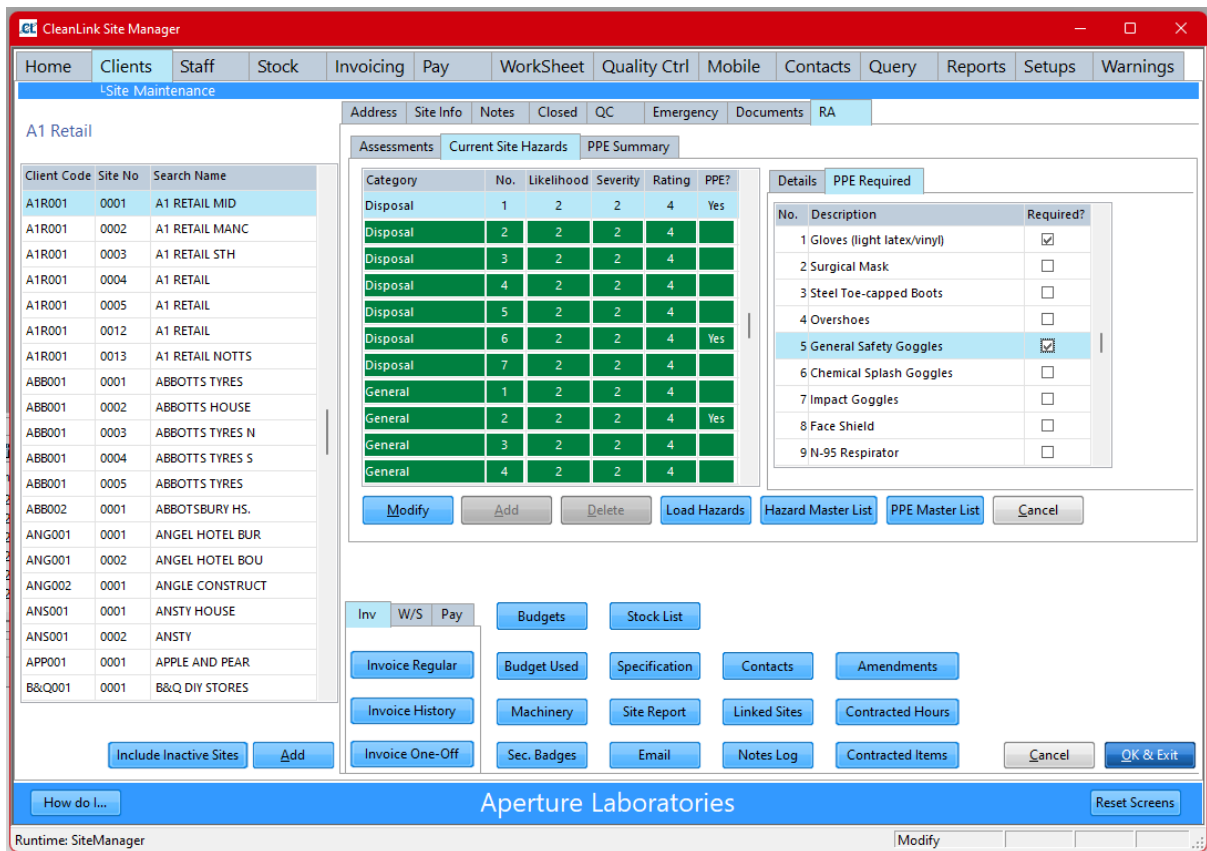 CL CleanLink Site Manager
Home Clients Staff Stock Invoicing Pay WorkSheet Quality Ctrl Mobile Contacts Query Reports Setups Warnings
Site Maintenance
A1 Retail
Client Code Site No Search Name
A1R001 0001 A1 RETAIL MID
A1R001 0002 A1 RETAIL MANC
A1R001 0003 A1 RETAIL STH
A1R001 0004 A1 RETAIL
A1R001 0005 A1 RETAIL
A1R001 0012 A1 RETAIL
A1R001 0013 A1 RETAIL NOTTS
ABB001 0001 ABBOTTS TYRES
ABB001 0002 ABBOTTS HOUSE
ABB001 0003 ABBOTTS TYRES N
ABB001 0004 ABBOTTS TYRES S
ABB001 0005 ABBOTTS TYRES
ABB002 0001 ABBOTSBURY HS.
ANG001 0001 ANGEL HOTEL BUR
ANG001 0002 ANGEL HOTEL BOU
ANG002 0001 ANGLE CONSTRUCT
ANS001 0001 ANSTY HOUSE
ANS001 0002 ANSTY
APP001 0001 APPLE AND PEAR
B&Q001 0001 B&Q DIY STORES
Include Inactive Sites Add
Address Site Info Notes Closed QC Emergency Documents RA
Assessments Current Site Hazards PPE Summary
Category No. Likelihood Severity Rating PPE?
Disposal 1 2 2 4 Yes
Disposal 2 2 2 4
Disposal 3 2 2 4
Disposal 4 2 2 4
Disposal 5 2 2 4
Disposal 6 2 2 4 Yes
Disposal 7 2 2 4
General 1 2 2 4
General 2 2 2 4 Yes
General 3 2 2 4
General 4 2 2 4
Details PPE Required
No. Description Required?
1 Gloves (light latex/vinyl)
2 Surgical Mask
3 Steel Toe-capped Boots
4 Overshoes
5 General Safety Goggles
6 Chemical Splash Goggles
7 Impact Goggles
8 Face Shield
9 N-95 Respirator
Modify Add Delete Load Hazards Hazard Master List PPE Master List Cancel
Inv W/S Pay
Invoice Regular
Invoice History
Invoice One-Off
Budgets Stock List
Budget Used Specification Contacts Amendments
Machinery Site Report Linked Sites Contracted Hours
Sec. Badges Email Notes Log Contracted Items Cancel OK & Exit
How do I... Aperture Laboratories Reset Screens
Runtime: SiteManager Modify